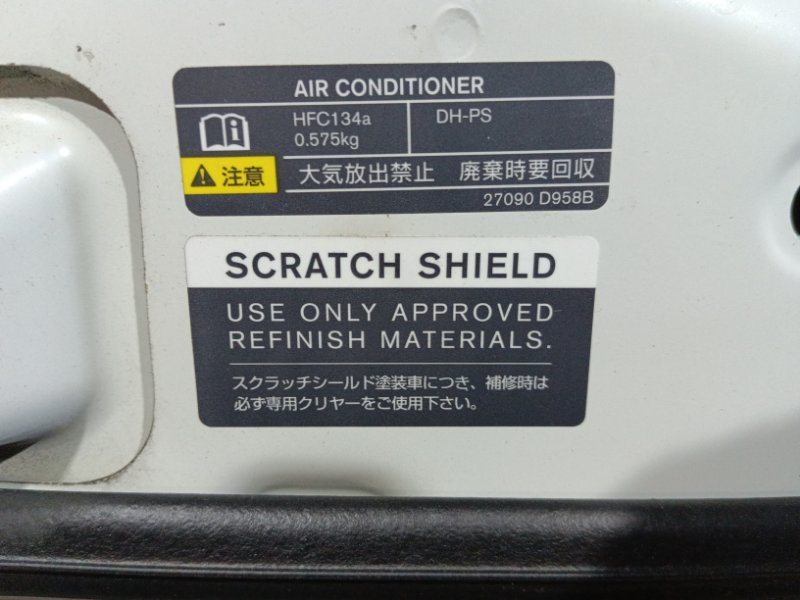 AIR CONDITIONER
HFC134a
0.575kg
DH-PS
注意
大気放出禁止 廃棄時要回収
27090 D958B
SCRATCH SHIELD
USE ONLY APPROVED
REFINISH MATERIALS.
スクラッチシールド塗装車につき、補修時は
必ず専用クリヤーをご使用下さい。